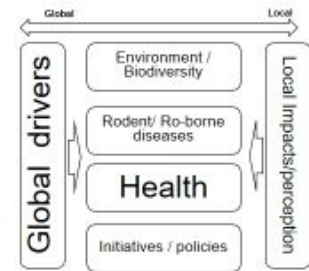 Global Local
Global drivers
Environment /
Biodiversity
Rodent/ Ro-borne
diseases
Health
Initiatives / policies
Local Impacts/perception